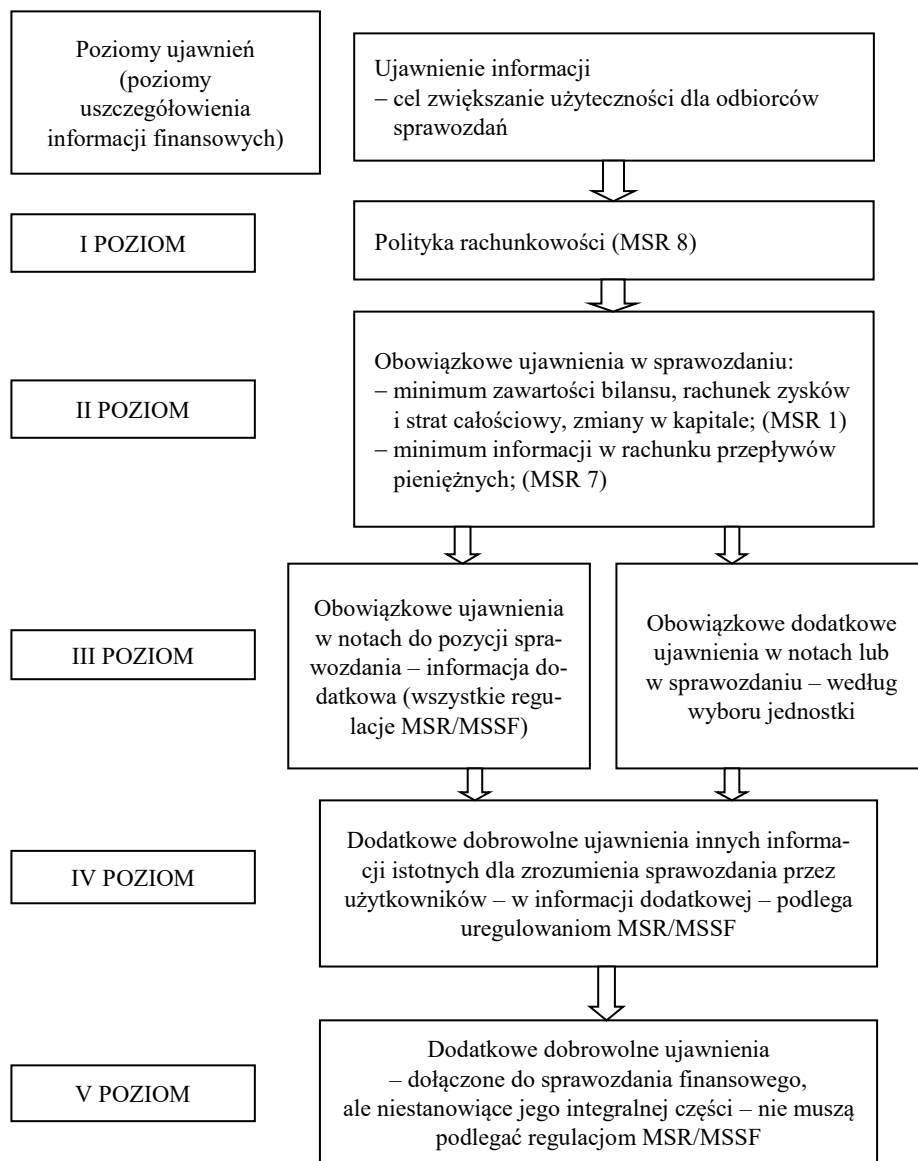 Poziomy ujawnień
(poziomy
uszczegółowienia
informacji finansowych)
Ujawnienie informacji
– cel zwiększanie użyteczności dla odbiorców
sprawozdań
I POZIOM
Polityka rachunkowości (MSR 8)
II POZIOM
Obowiązkowe ujawnienia w sprawozdaniu:
– minimum zawartości bilansu, rachunek zysków
i strat całościowy, zmiany w kapitale; (MSR 1)
– minimum informacji w rachunku przepływów
pieniężnych; (MSR 7)
III POZIOM
Obowiązkowe ujawnienia
w notach do pozycji spra-
wozdania – informacja do-
datkowa (wszystkie regu-
lacje MSR/MSSF)
Obowiązkowe dodatkowe
ujawnienia w notach lub
w sprawozdaniu – według
wyboru jednostki
IV POZIOM
Dodatkowe dobrowolne ujawnienia innych informa-
cji istotnych dla zrozumienia sprawozdania przez
użytkowników – w informacji dodatkowej – podlega
uregulowaniom MSR/MSSF
V POZIOM
Dodatkowe dobrowolne ujawnienia
– dołączone do sprawozdania finansowego,
ale niestanowiące jego integralnej części – nie muszą
podlegać regulacjom MSR/MSSF